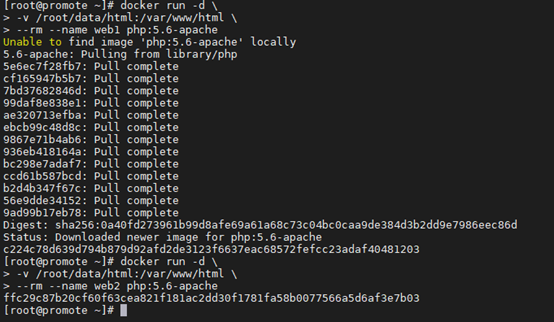 [root@promote ~]# docker run -d \
> -v /root/data/html:/var/www/html \
> --rm --name web1 php:5.6-apache
Unable to find image 'php:5.6-apache' locally
5.6-apache: Pulling from library/php
5e6ec7f28fb7: Pull complete
cf165947b5b7: Pull complete
7bd37682846d: Pull complete
99daf8e838e1: Pull complete
ae320713efba: Pull complete
ebcb99c48d8c: Pull complete
9867e71b4ab6: Pull complete
936eb418164a: Pull complete
bc298e7adaf7: Pull complete
ccd61b587bcd: Pull complete
b2d4b347f67c: Pull complete
56e9dde34152: Pull complete
9ad99b17eb78: Pull complete
Digest: sha256:0a40fd273961b99d8afe69a61a68c73c04bc0caa9de384d3b2dd9e7986eec86d
Status: Downloaded newer image for php:5.6-apache
c224c78d639d794b879d92afd2de3123f6637eac68572fefcc23adaf40481203
[root@promote ~]# docker run -d \
> -v /root/data/html:/var/www/html \
> --rm --name web2 php:5.6-apache
ffc29c87b20cf60f63cea821f181ac2dd30f1781fa58b0077566a5d6af3e7b03
[root@promote ~]#